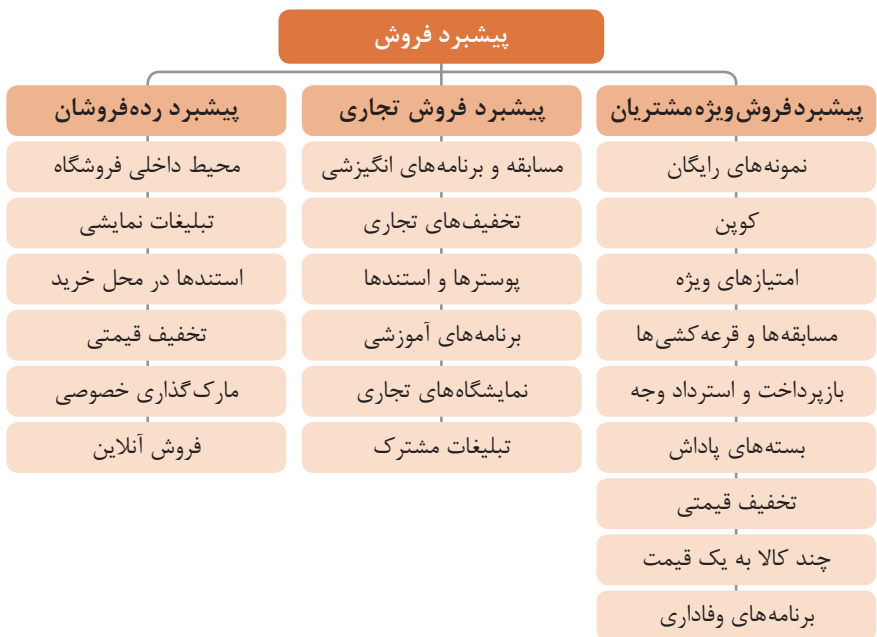 پیشبرد فروش
پیشبرد فروش ویژه مشتریان
نمونه‌های رایگان
کوپن
امتیازهای ویژه
مسابقه‌ها و قرعه‌کشی‌ها
بازپرداخت و استرداد وجه
بسته‌های پاداش
تخفیف قیمتی
چند کالا به یک قیمت
برنامه‌های وفاداری
پیشبرد فروش تجاری
مسابقه و برنامه‌های انگیزشی
تخفیف‌های تجاری
پوسترها و استندها
برنامه‌های آموزشی
نمایشگاه‌های تجاری
تبلیغات مشترک
پیشبرد رده‌فروشان
محیط داخلی فروشگاه
تبلیغات نمایشی
استندها در محل خرید
تخفیف قیمتی
مارک‌گذاری خصوصی
فروش آنلاین